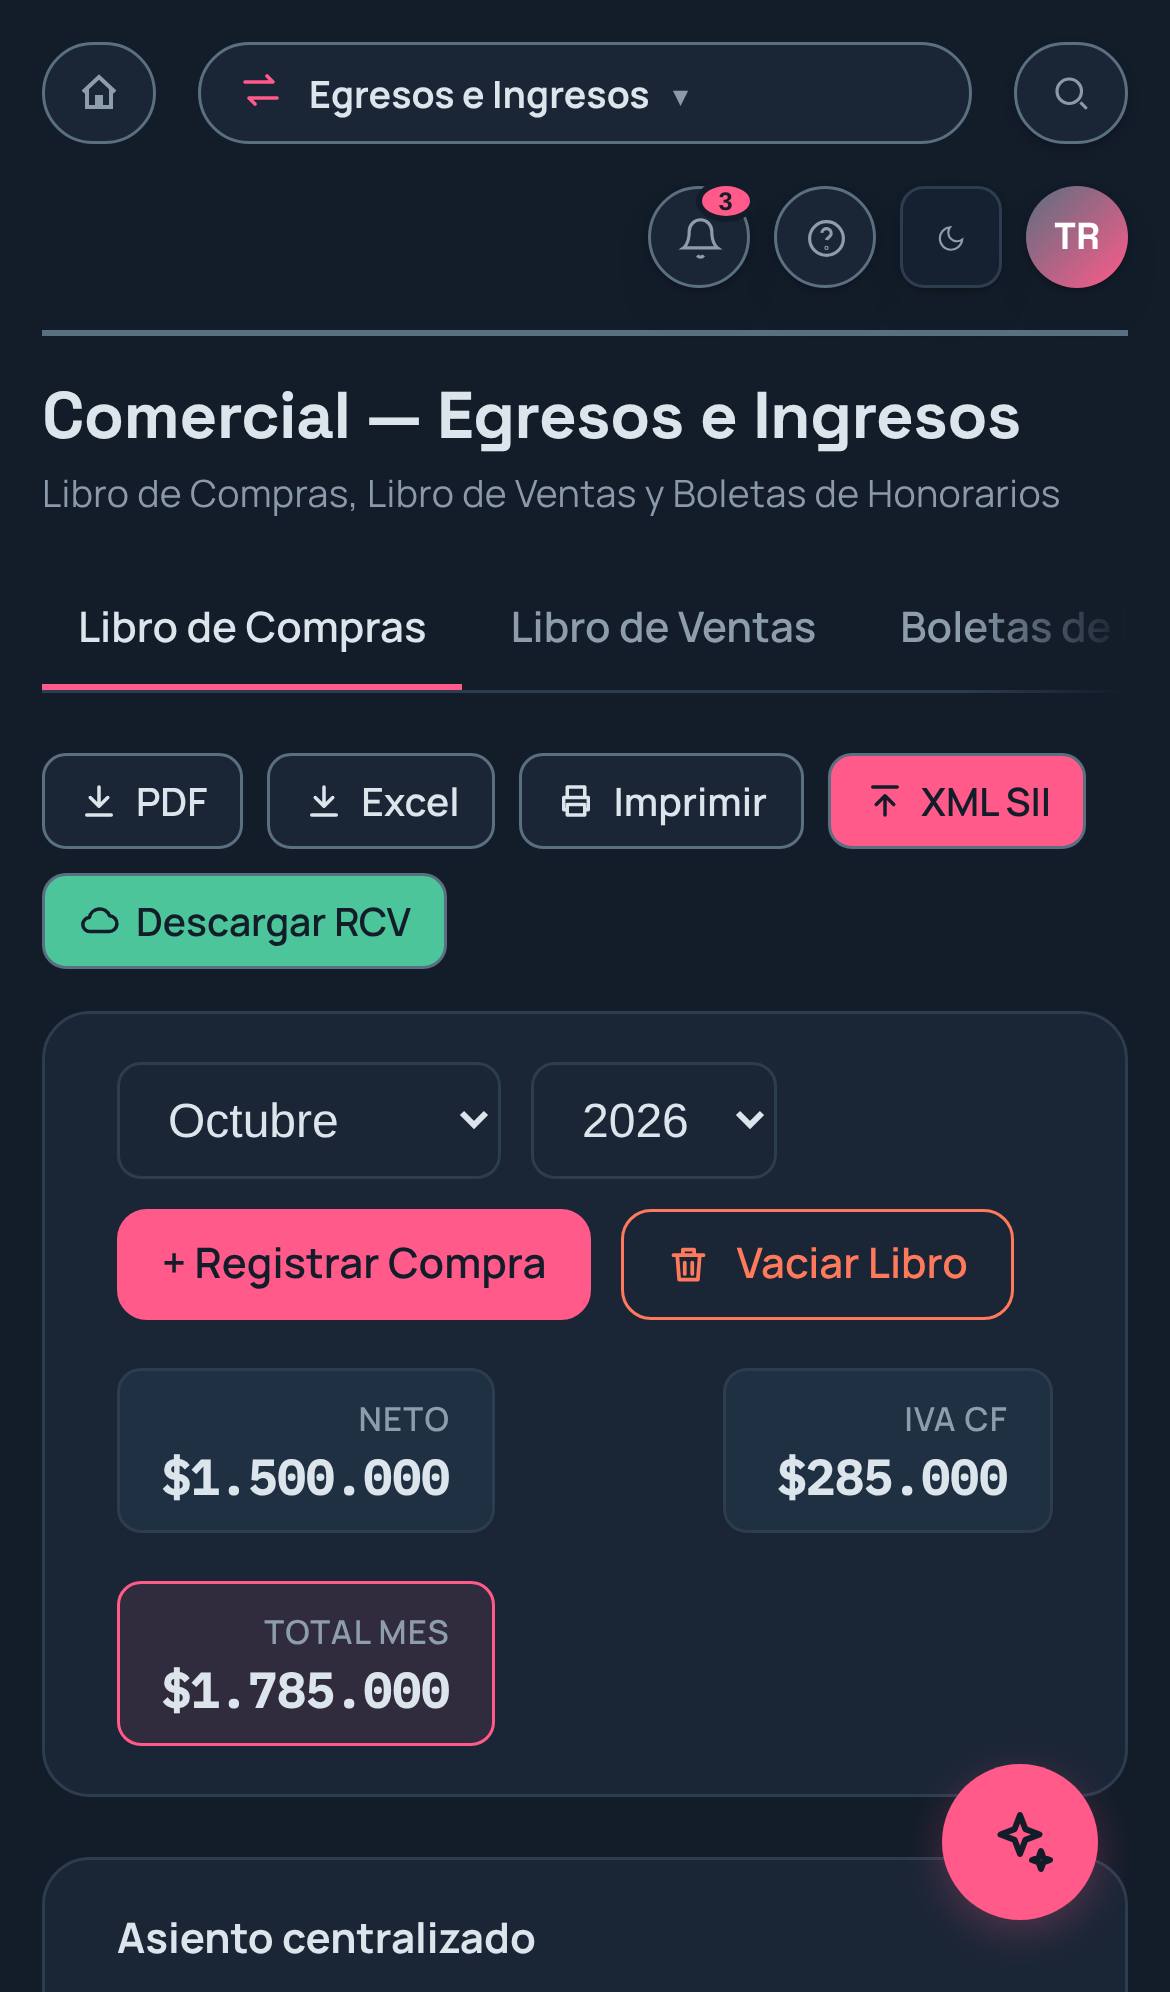 Egresos e Ingresos ▾
3
TR
Comercial — Egresos e Ingresos
Libro de Compras, Libro de Ventas y Boletas de Honorarios
Libro de Compras Libro de Ventas Boletas de
PDF Excel Imprimir XML SII
Descargar RCV
Octubre 2026
+ Registrar Compra Vaciar Libro
NETO IVA CF
$1.500.000 $285.000
TOTAL MES
$1.785.000
Asiento centralizado